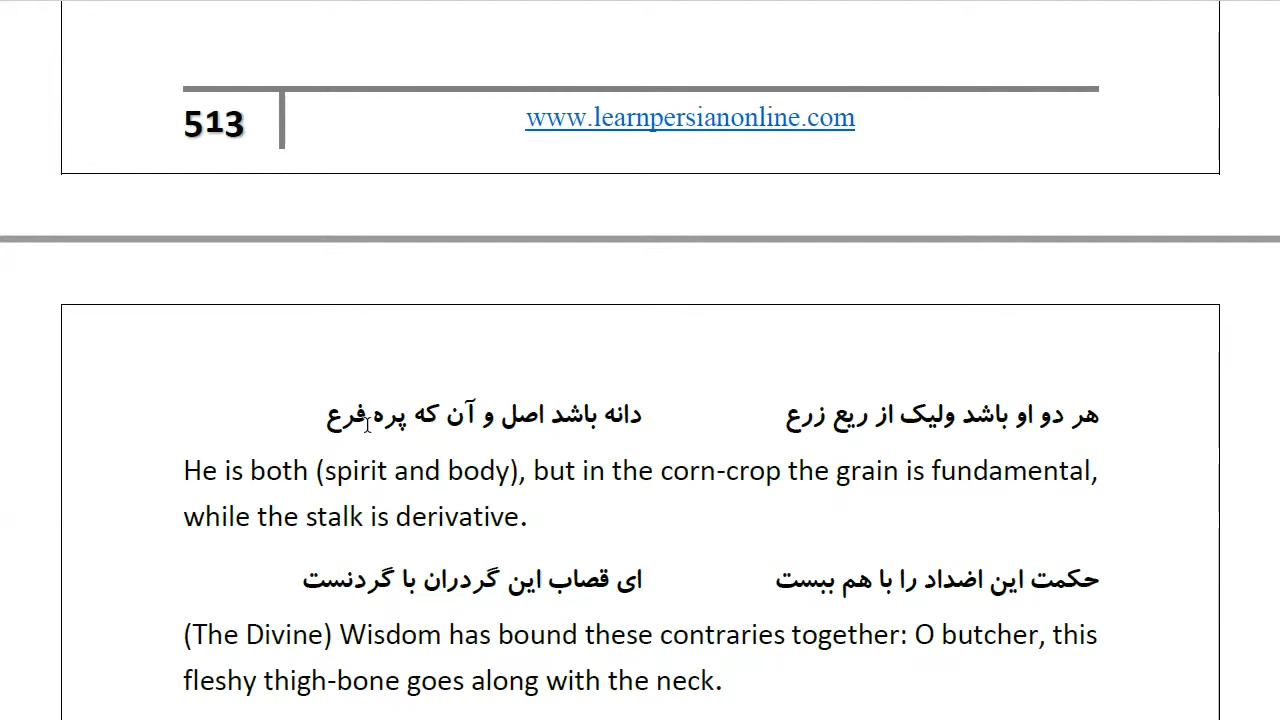 513
www.learnpersianonline.com
هر دو او باشد ولیک از ریع زرع دانه باشد اصل و آن که پره فرع
He is both (spirit and body), but in the corn-crop the grain is fundamental,
while the stalk is derivative.
حکمت این اضداد را با هم ببست ای قصاب این گردران با گردنست
(The Divine) Wisdom has bound these contraries together: O butcher, this
fleshy thigh-bone goes along with the neck.